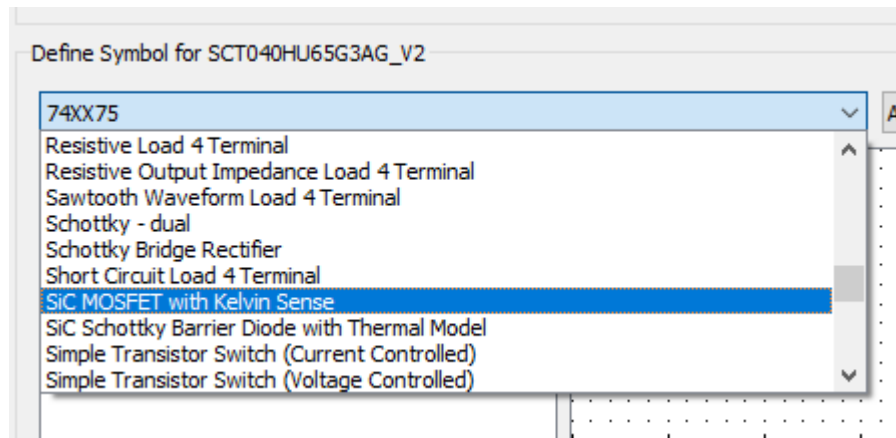 Define Symbol for SCT040HU65G3AG_V2
74XX75
Resistive Load 4 Terminal
Resistive Output Impedance Load 4 Terminal
Sawtooth Waveform Load 4 Terminal
Schottky - dual
Schottky Bridge Rectifier
Short Circuit Load 4 Terminal
SiC MOSFET with Kelvin Sense
SiC Schottky Barrier Diode with Thermal Model
Simple Transistor Switch (Current Controlled)
Simple Transistor Switch (Voltage Controlled)